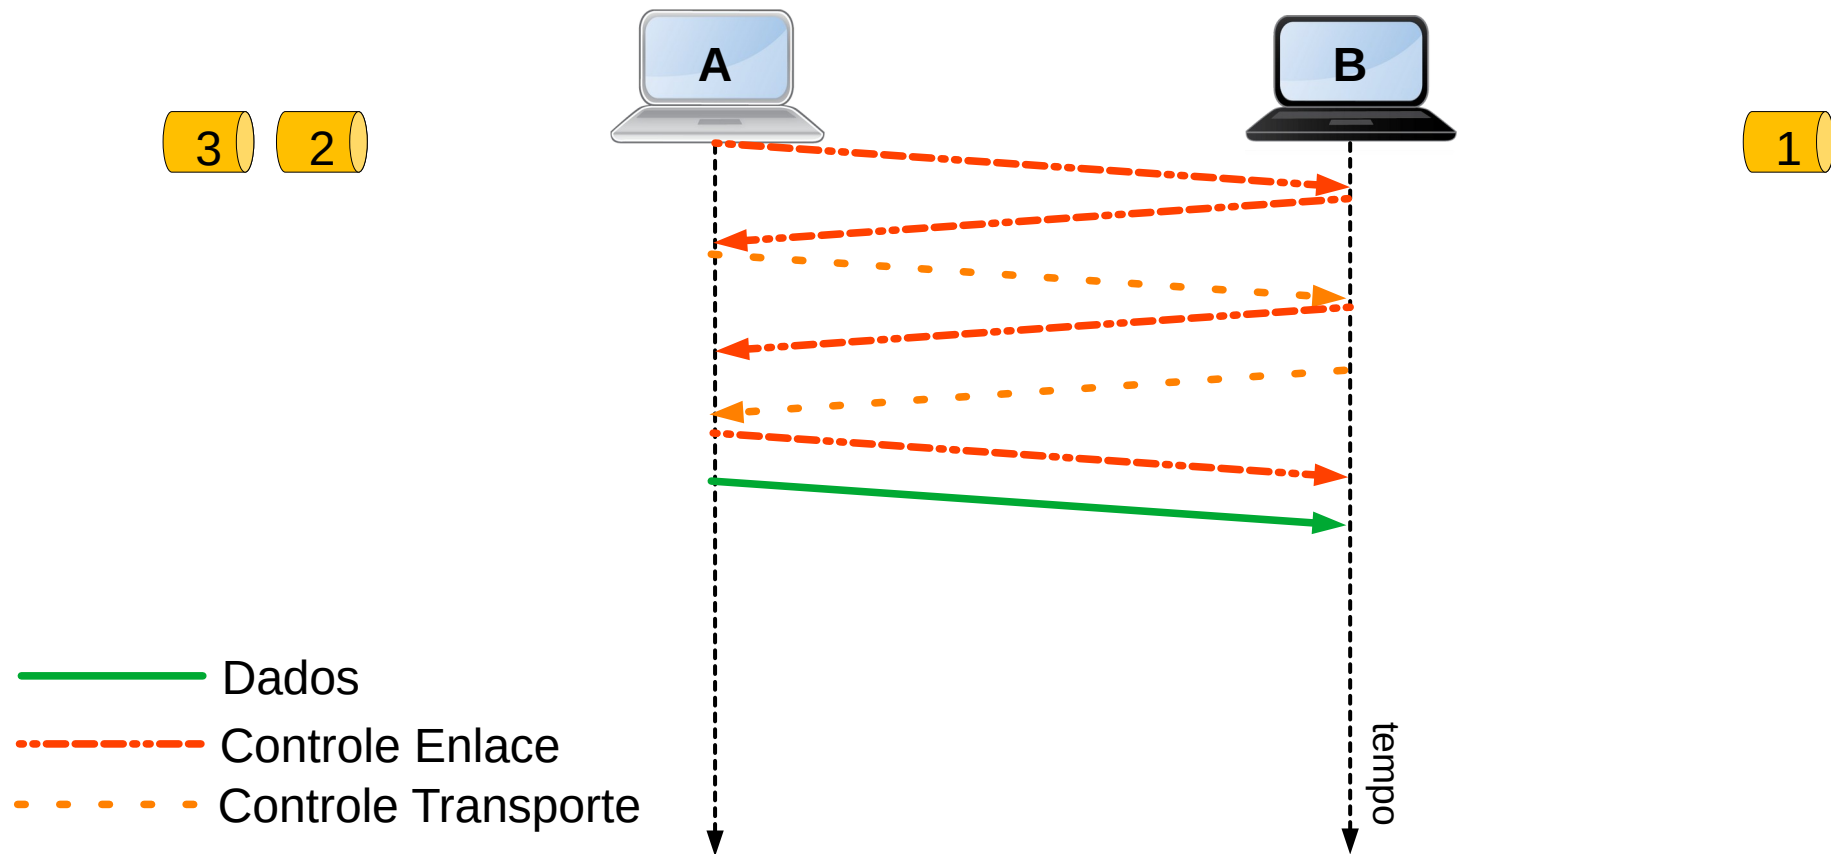 A
B
3
2
1
Dados
Controle Enlace
Controle Transporte
tempo